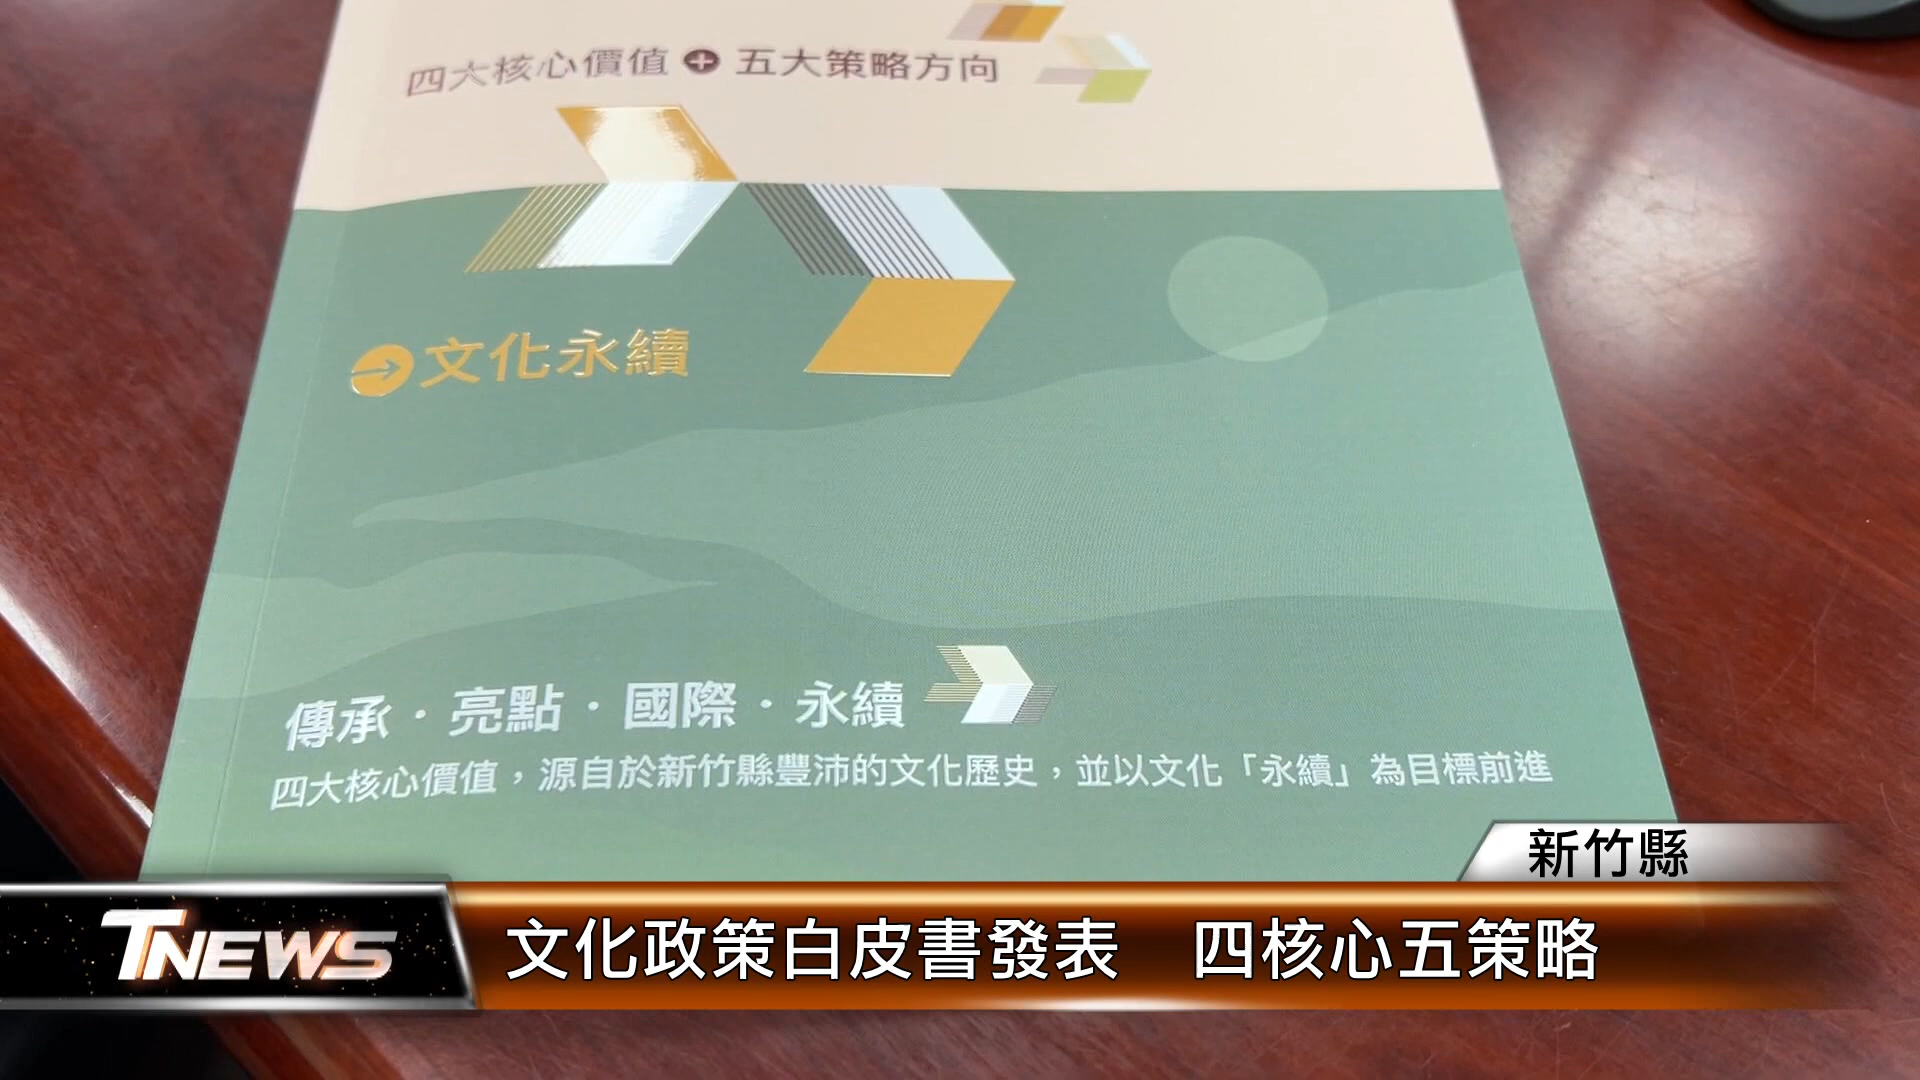 四大核心價值+五大策略方向
文化永續
傳承·亮點·國際·永續
四大核心價值，源自於新竹縣豐沛的文化歷史，並以文化「永續」為目標前進
新竹縣
TNEWS
文化政策白皮書發表 四核心五策略